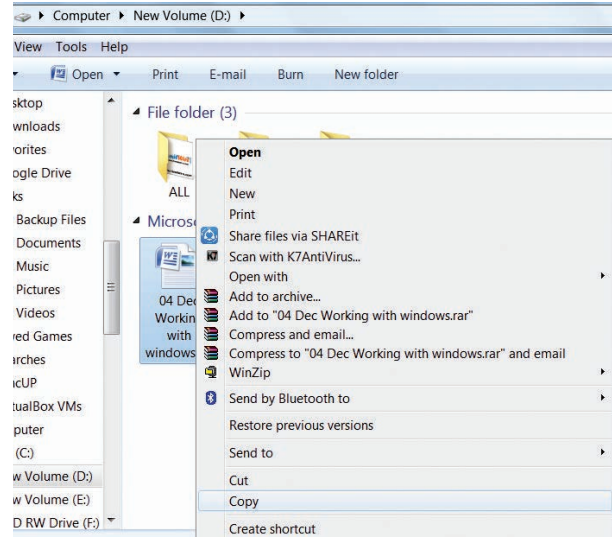 Computer ▸ New Volume (D:) ▸
View Tools Help
Open Print E-mail Burn New folder
sktop
wnloads
orites
ogle Drive
ks
Backup Files
Documents
Music
Pictures
Videos
ved Games
rches
cUP
tualBox VMs
puter
(C:)
w Volume (D:)
w Volume (E:)
D RW Drive (F:)
File folder (3)
ALL
Microso
04 Dec
Workin
with
windows
Open
Edit
New
Print
Share files via SHAREit
K7 Scan with K7AntiVirus...
Open with
Add to archive...
Add to "04 Dec Working with windows.rar"
Compress and email...
Compress to "04 Dec Working with windows.rar" and email
WinZip
Send by Bluetooth to
Restore previous versions
Send to
Cut
Copy
Create shortcut